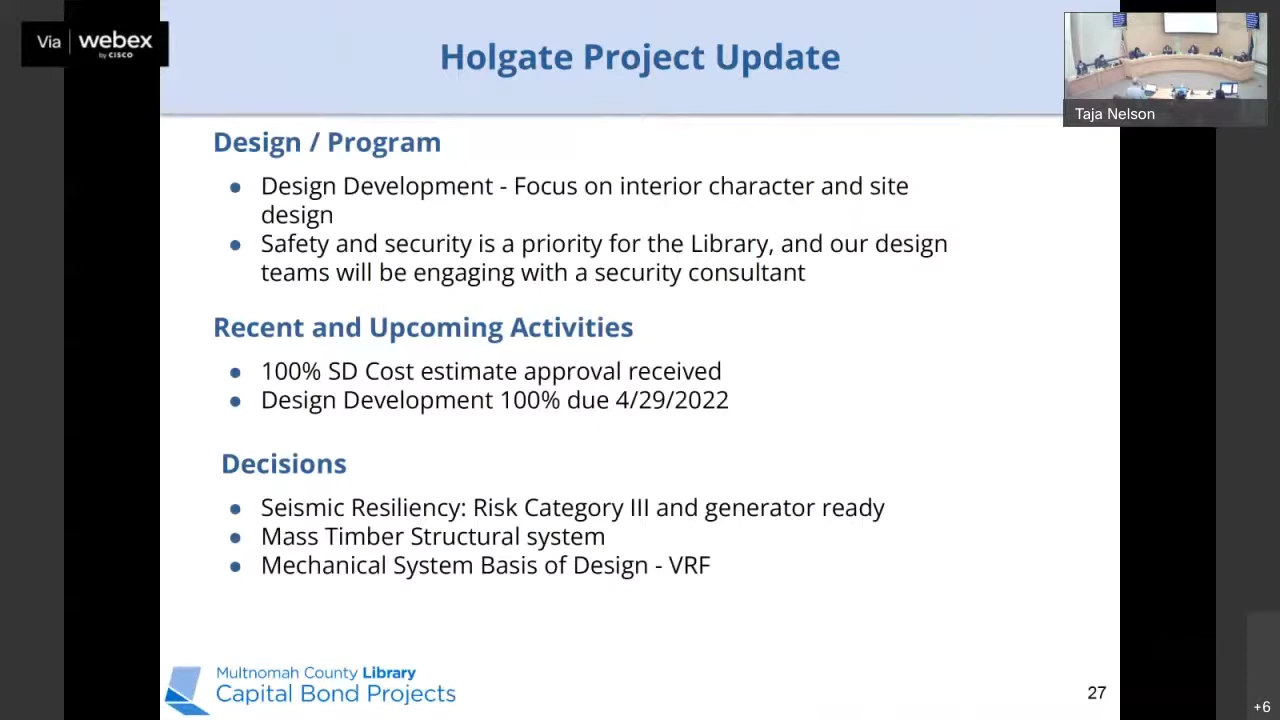 Via webex
by CISCO
Holgate Project Update
Taja Nelson
Design / Program
● Design Development - Focus on interior character and site
design
● Safety and security is a priority for the Library, and our design
teams will be engaging with a security consultant
Recent and Upcoming Activities
● 100% SD Cost estimate approval received
● Design Development 100% due 4/29/2022
Decisions
● Seismic Resiliency: Risk Category III and generator ready
● Mass Timber Structural system
● Mechanical System Basis of Design - VRF
Multnomah County Library
Capital Bond Projects
27
+6